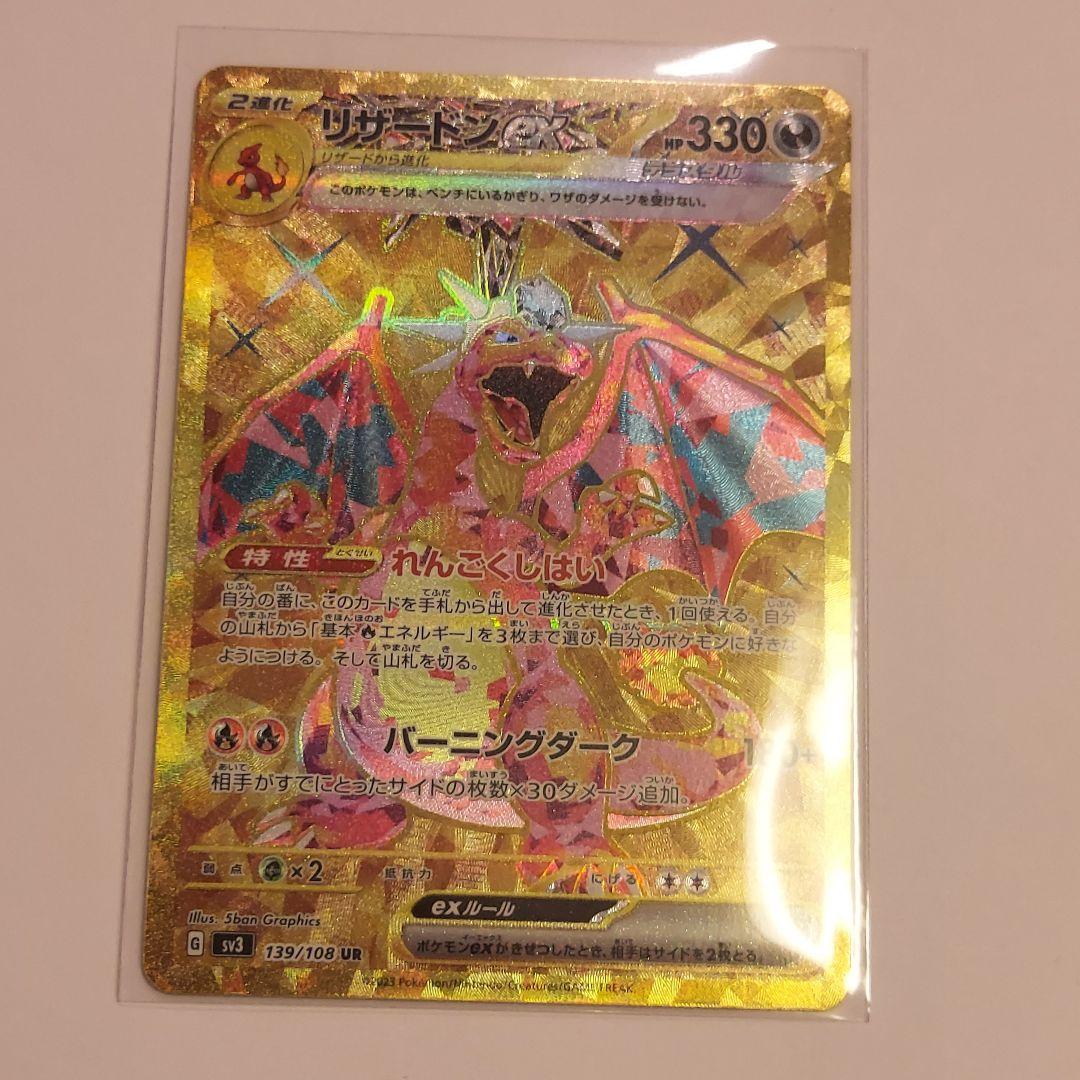 2進化
リザードンex
HP330
リザードから進化
テラスタル
このポケモンは、ベンチにいるかぎり、ワザのダメージを受けない。
特性 とくせい れんごくしはい
自分の番に、このカードを手札から出して進化させたとき、1回使える。自分
の山札から「基本エネルギー」を3枚まで選び、自分のポケモンに好きな
ようにつける。そして山札を切る。
バーニングダーク 180+
相手がすでにとったサイドの枚数×30ダメージ追加。
弱点 ×2 抵抗力 にげる
Illus. 5ban Graphics
exルール
G sv3 139/108 UR
ポケモンexがきぜつしたとき、相手はサイドを2枚とる。
©2023 Pokémon/Nintendo/Creatures/GAME FREAK.